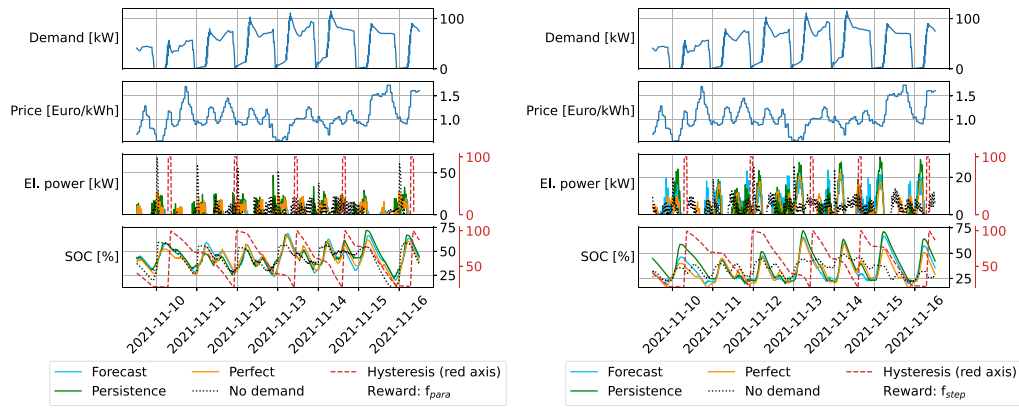 Demand [kW]
100
0
Price [Euro/kWh]
1.5
1.0
El. power [kW]
50
0
100
0
SOC [%]
75
50
25
100
50
2021-11-10
2021-11-11
2021-11-12
2021-11-13
2021-11-14
2021-11-15
2021-11-16
Forecast
Perfect
Hysteresis (red axis)
Persistence
No demand
Reward: f_para
Demand [kW]
100
0
Price [Euro/kWh]
1.5
1.0
El. power [kW]
20
0
100
0
SOC [%]
75
50
25
100
50
2021-11-10
2021-11-11
2021-11-12
2021-11-13
2021-11-14
2021-11-15
2021-11-16
Forecast
Perfect
Hysteresis (red axis)
Persistence
No demand
Reward: f_step